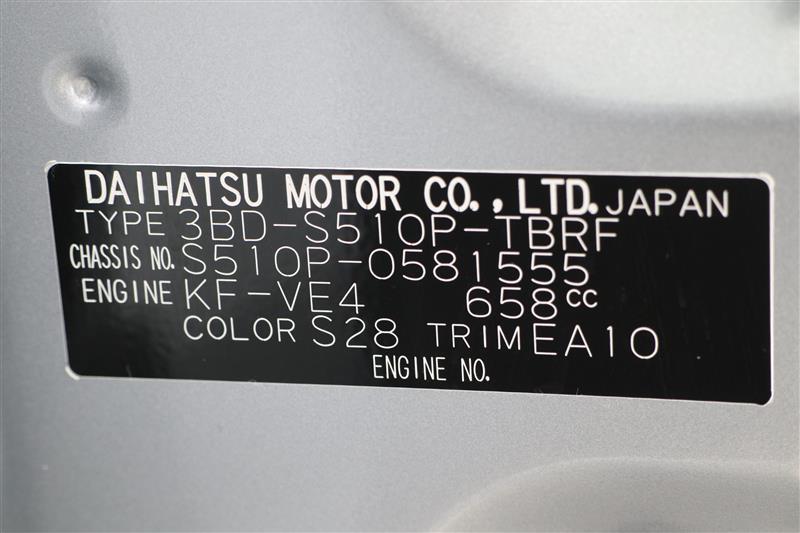 DAIHATSU MOTOR CO., LTD. JAPAN
TYPE 3BD-S510P-TBRF
CHASSIS NO. S510P-0581555
ENGINE KF-VE4 658cc
COLOR S28 TRIM EA10
ENGINE NO.